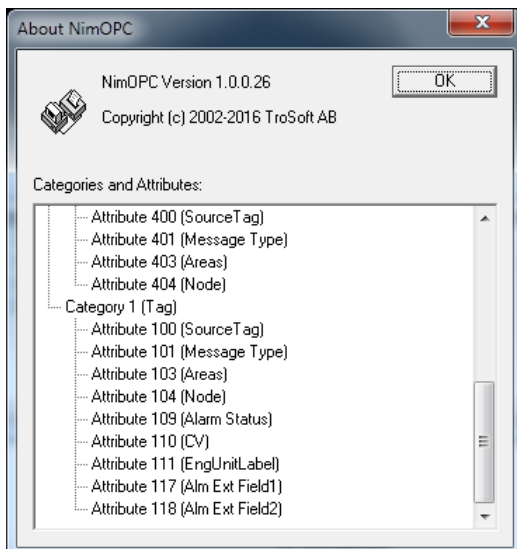 About NimOPC
NimOPC Version 1.0.0.26
OK
Copyright (c) 2002-2016 TroSoft AB
Categories and Attributes:
Attribute 400 (SourceTag)
Attribute 401 (Message Type)
Attribute 403 (Areas)
Attribute 404 (Node)
Category 1 (Tag)
Attribute 100 (SourceTag)
Attribute 101 (Message Type)
Attribute 103 (Areas)
Attribute 104 (Node)
Attribute 109 (Alarm Status)
Attribute 110 (CV)
Attribute 111 (EngUnitLabel)
Attribute 117 (Alm Ext Field1)
Attribute 118 (Alm Ext Field2)